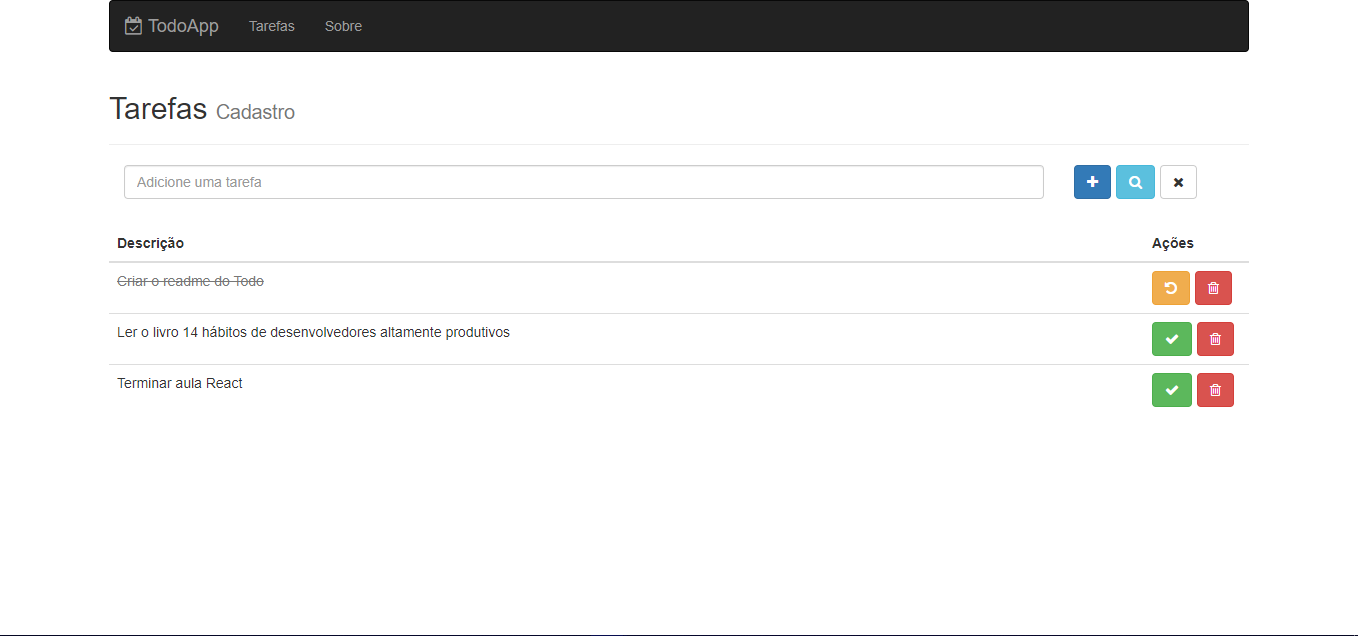 TodoApp Tarefas Sobre
Tarefas Cadastro
Adicione uma tarefa
Descrição Ações
Criar o readme do Todo
Ler o livro 14 hábitos de desenvolvedores altamente produtivos
Terminar aula React